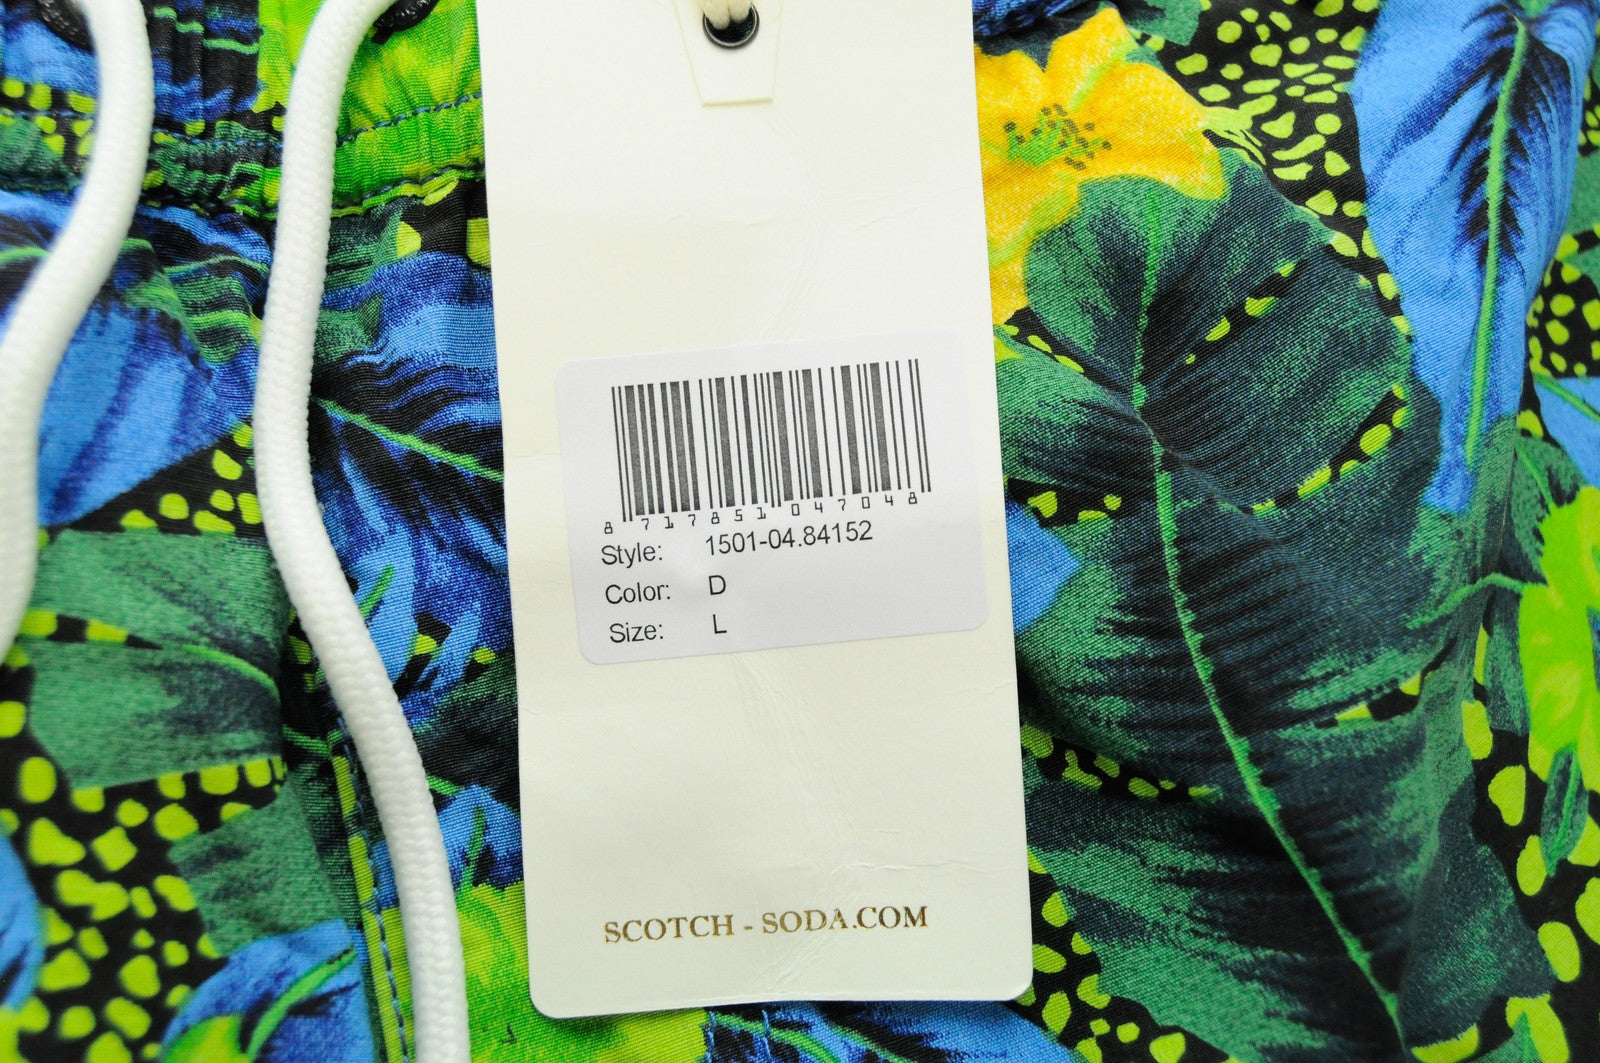 8 717851 047048
Style: 1501-04.84152
Color: D
Size: L
SCOTCH - SODA.COM